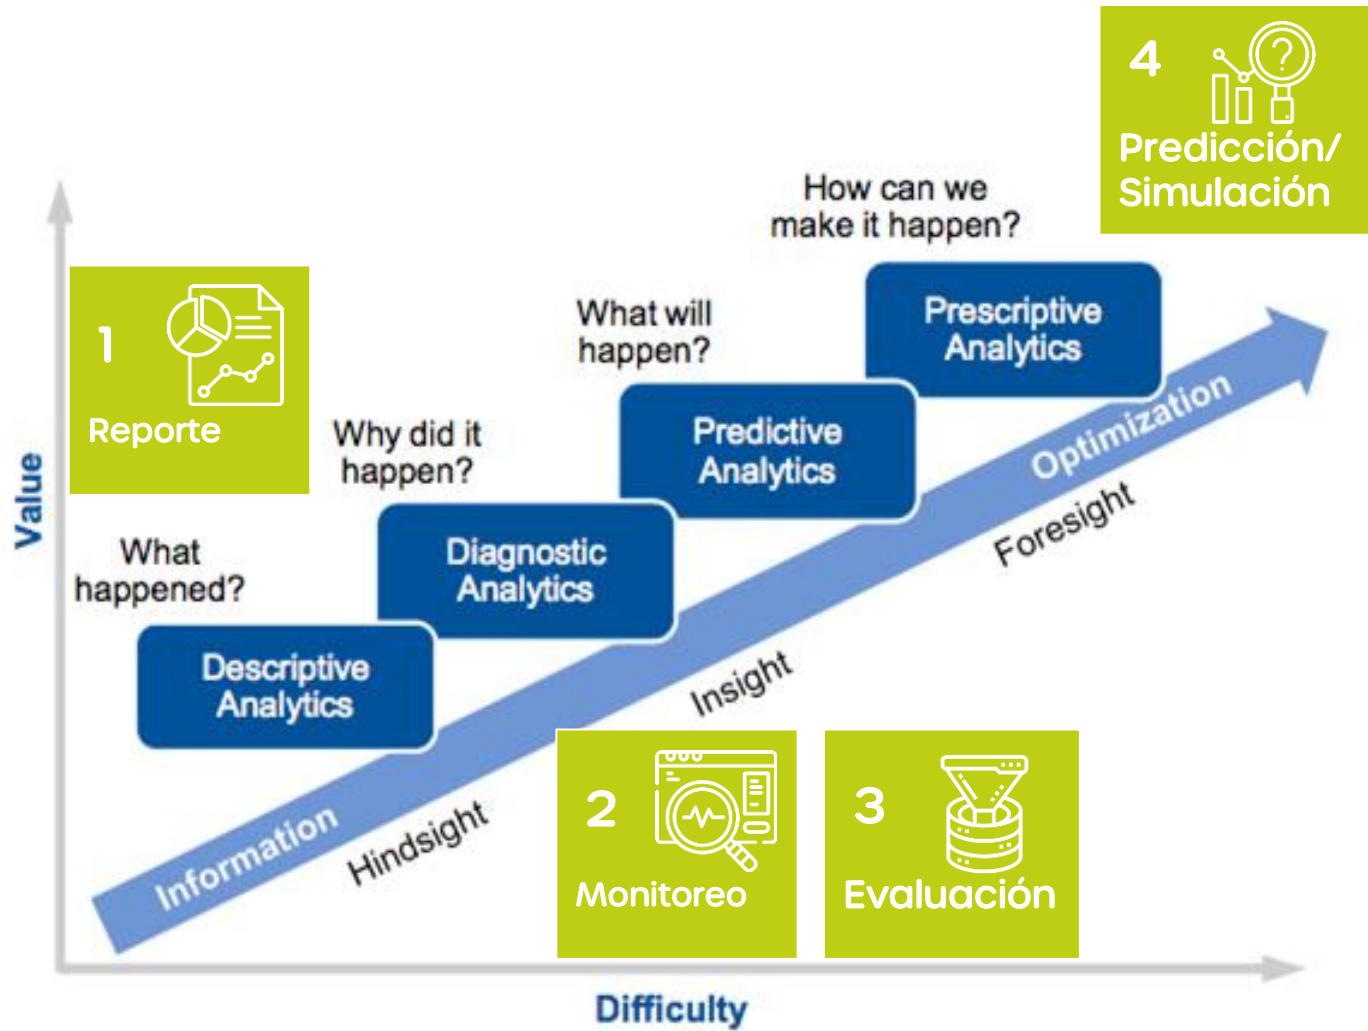 4
Predicción/
Simulación
How can we
make it happen?
Prescriptive
Analytics
1
Reporte
What will
happen?
Predictive
Analytics
Optimization
Foresight
Why did it
happen?
Diagnostic
Analytics
Value
What
happened?
Descriptive
Analytics
Insight
Information
Hindsight
2
Monitoreo
3
Evaluación
?
Difficulty